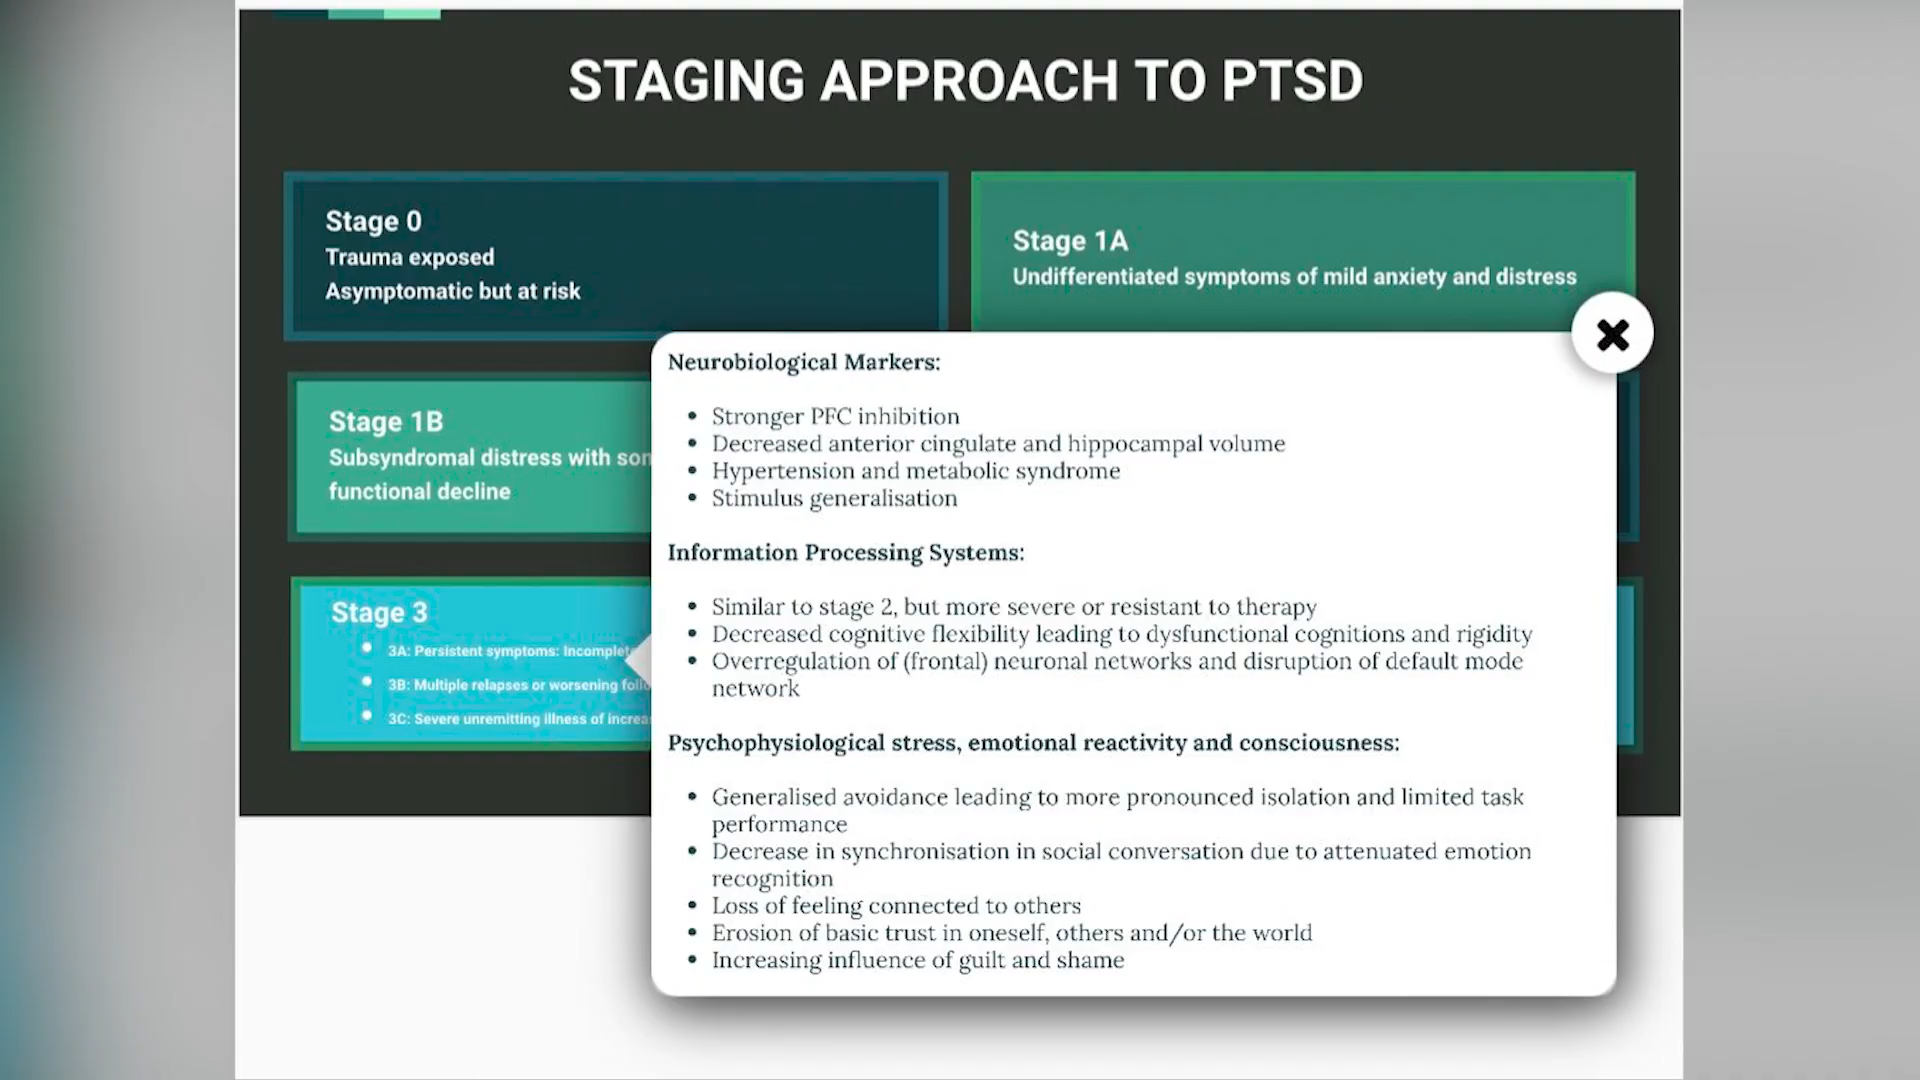 STAGING APPROACH TO PTSD
Stage 0
Trauma exposed
Asymptomatic but at risk
Stage 1A
Undifferentiated symptoms of mild anxiety and distress
Stage 1B
Subsyndromal distress with
functional decline
Stage 3
3A: Persistent symptoms:
3B: Multiple relapses or worsening
3C: Severe unremitting illness of
Neurobiological Markers:
• Stronger PFC inhibition
• Decreased anterior cingulate and hippocampal volume
• Hypertension and metabolic syndrome
• Stimulus generalisation
Information Processing Systems:
• Similar to stage 2, but more severe or resistant to therapy
• Decreased cognitive flexibility leading to dysfunctional cognitions and rigidity
• Overregulation of (frontal) neuronal networks and disruption of default mode
network
Psychophysiological stress, emotional reactivity and consciousness:
• Generalised avoidance leading to more pronounced isolation and limited task
performance
• Decrease in synchronisation in social conversation due to attenuated emotion
recognition
• Loss of feeling connected to others
• Erosion of basic trust in oneself, others and/or the world
• Increasing influence of guilt and shame